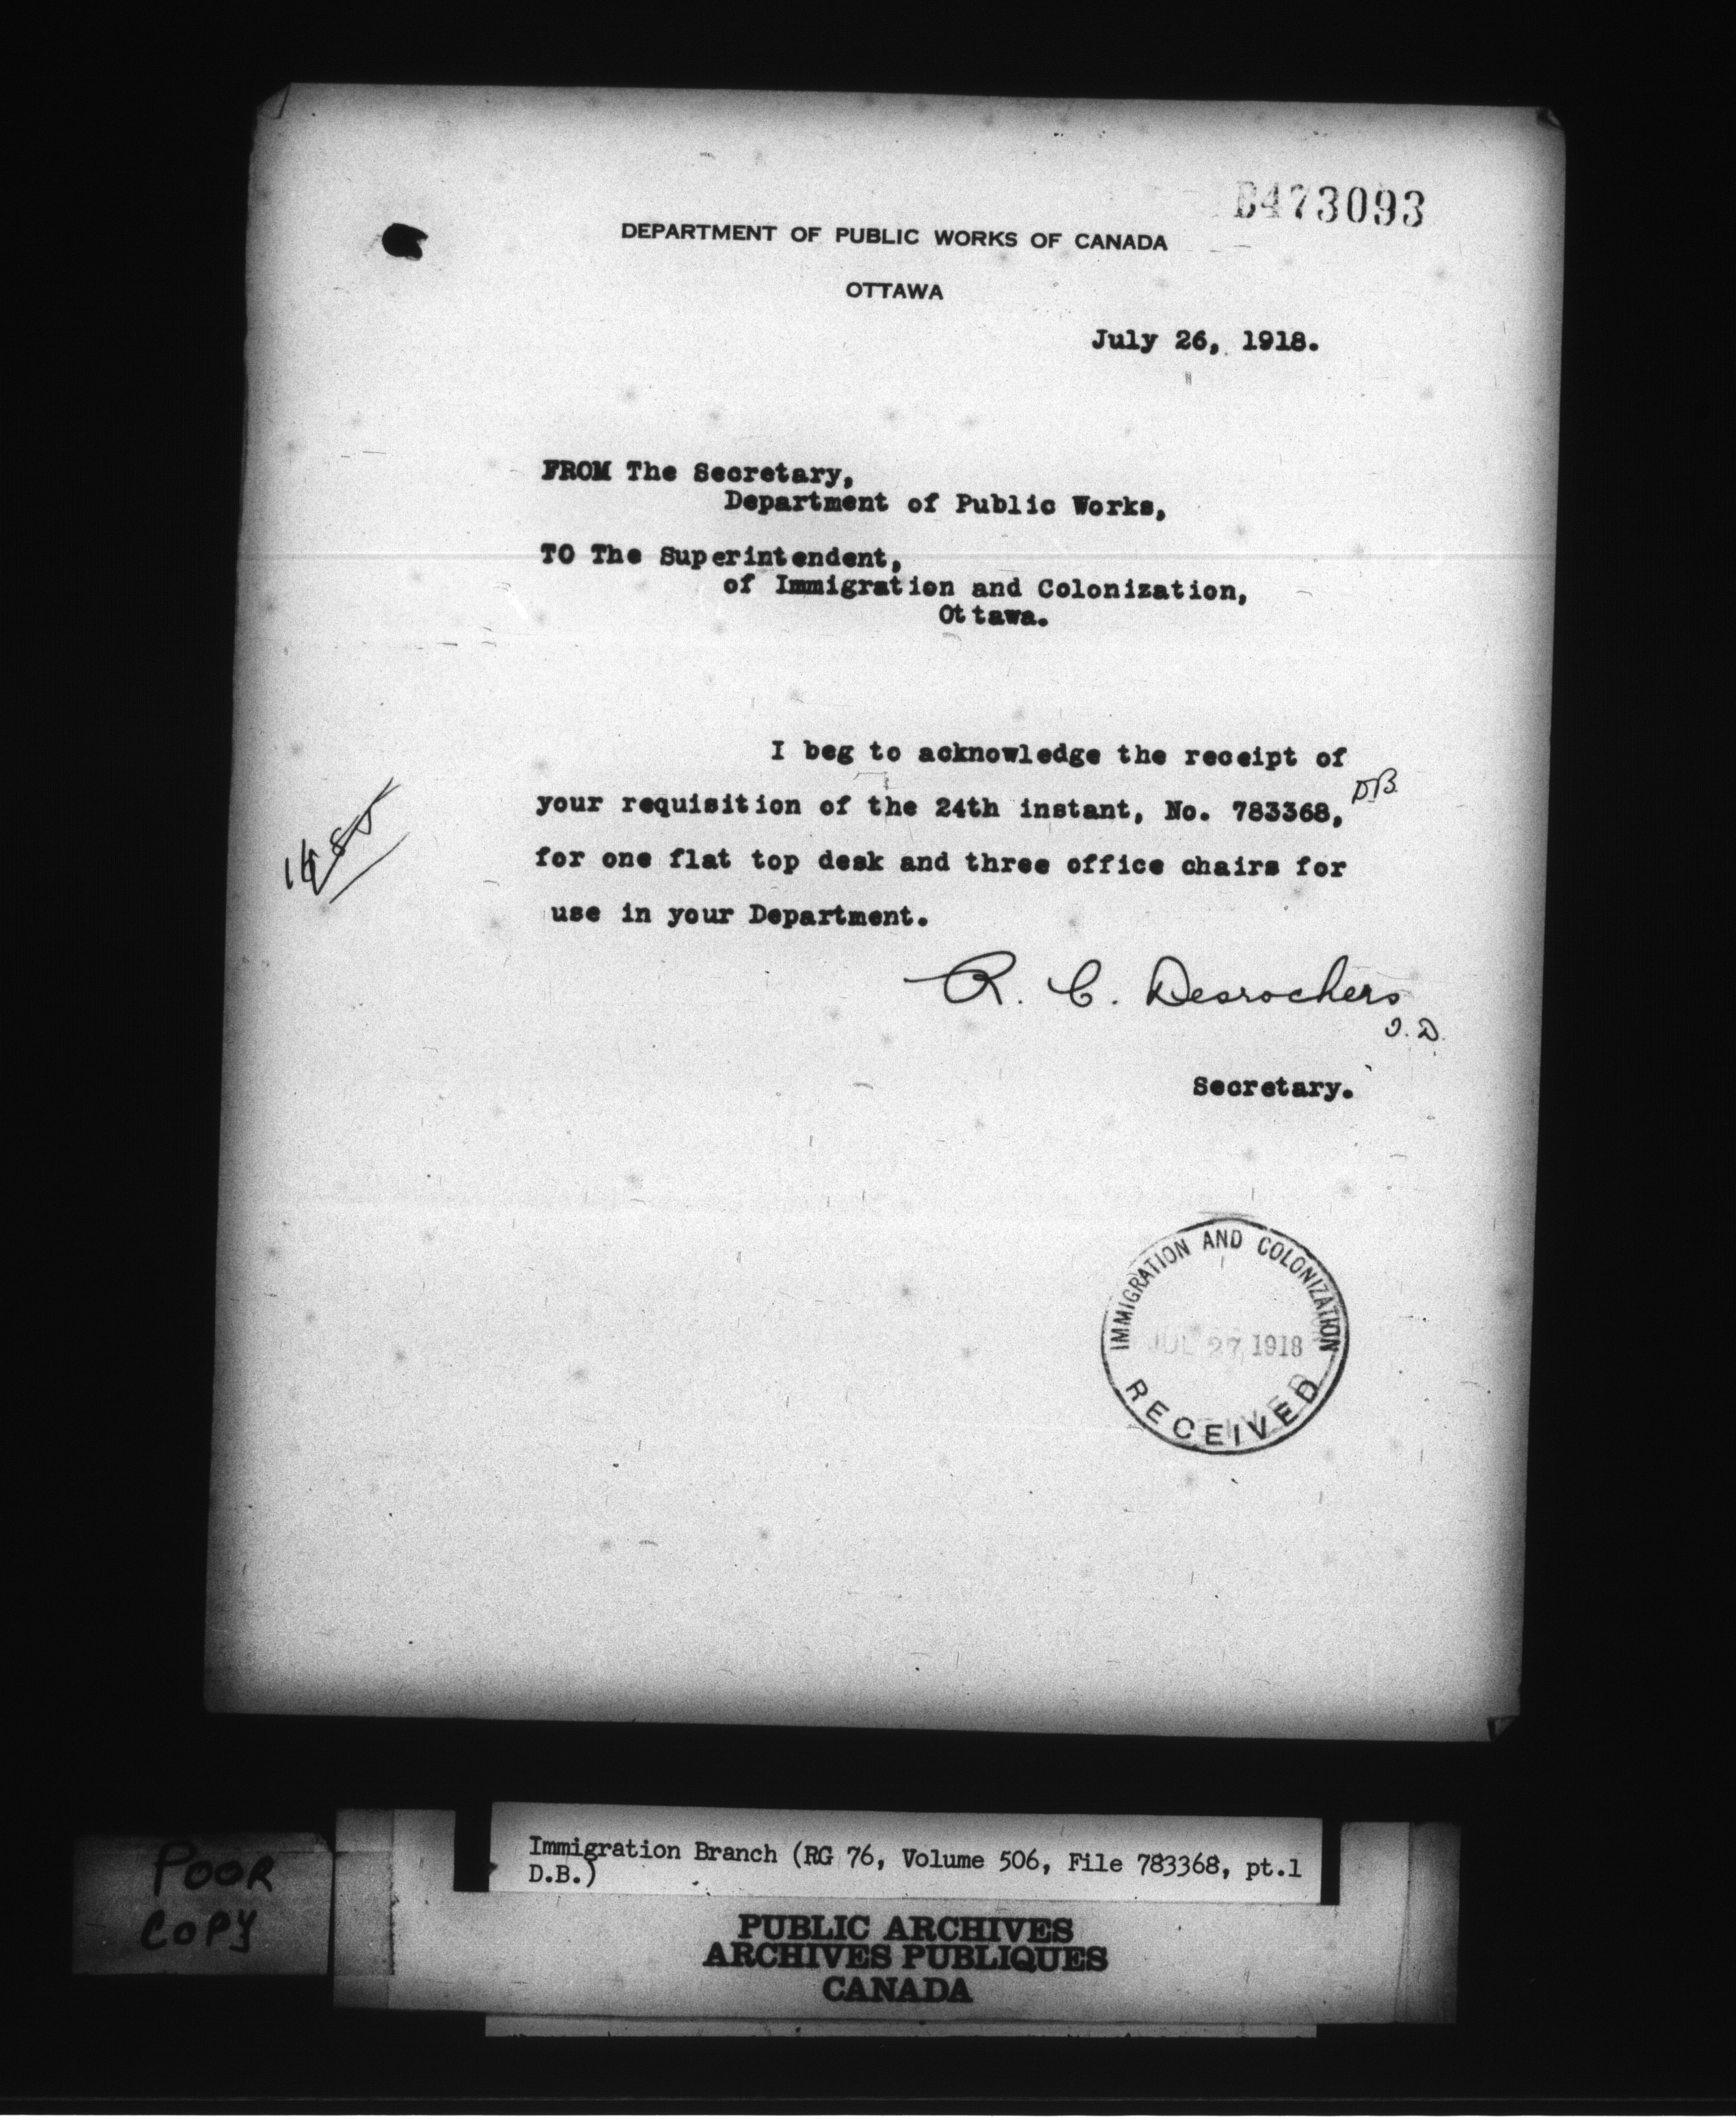 B473093
DEPARTMENT OF PUBLIC WORKS OF CANADA
OTTAWA
July 26, 1918.
FROM The Secretary,
Department of Public Works,
TO The Superintendent,
of Immigration and Colonization,
Ottawa.
I beg to acknowledge the receipt of
your requisition of the 24th instant, No. 783368, DB.
for one flat top desk and three office chairs for
use in your Department.
R. C. Desrochers
Secretary.
IMMIGRATION AND COLONIZATION
JUL 27 1918
RECEIVED
POOR
COPY
Immigration Branch (RG 76, Volume 506, File 783368, pt.1
D.B.)
PUBLIC ARCHIVES
ARCHIVES PUBLIQUES
CANADA